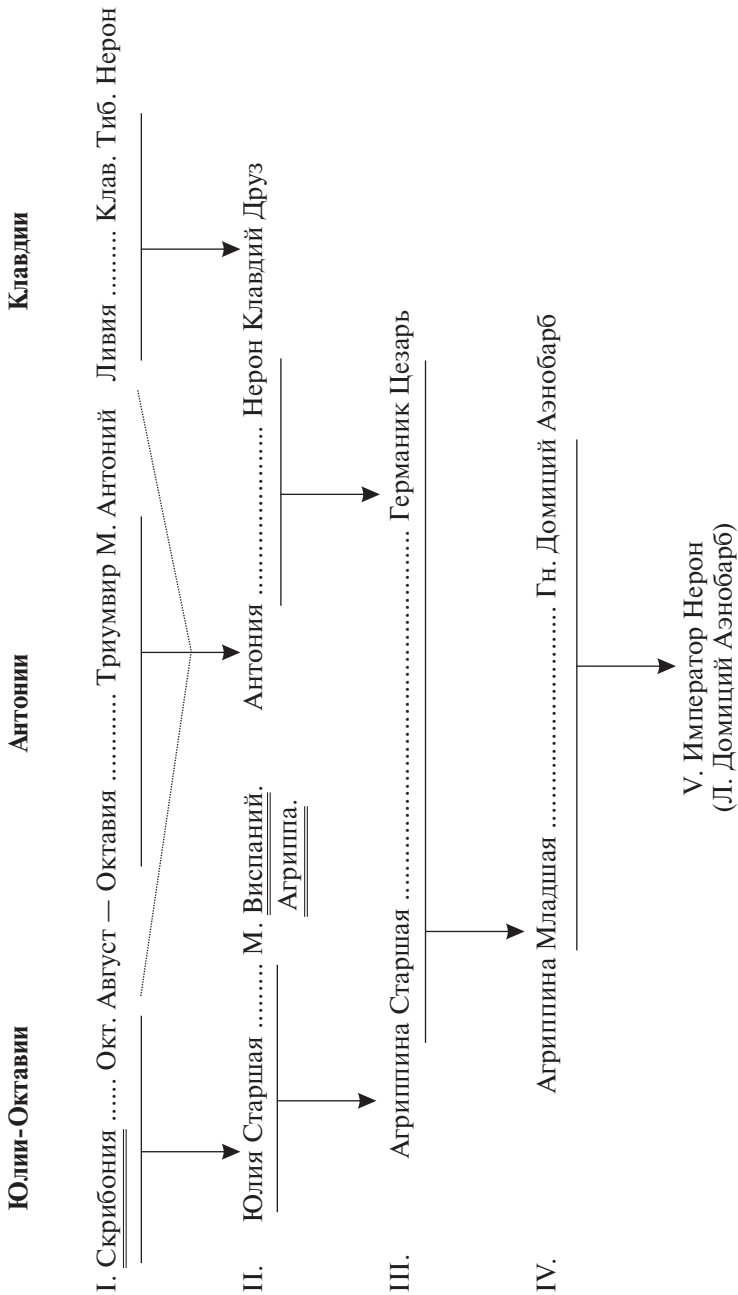 Юлии-Октавии Антонии Клавдии
I. Скрибония ...... Окт. Август — Октавия ............... Триумвир М. Антоний Ливия .......... Клав. Тиб. Нерон
II. Юлия Старшая .......... М. Виспаний. Антония ........................ Нерон Клавдий Друз
Агриппа.
III. Агриппина Старшая ........................................................ Германик Цезарь
IV. Агриппина Младшая .................................. Гн. Домиций Аэнобарб
V. Император Нерон
(Л. Домиций Аэнобарб)